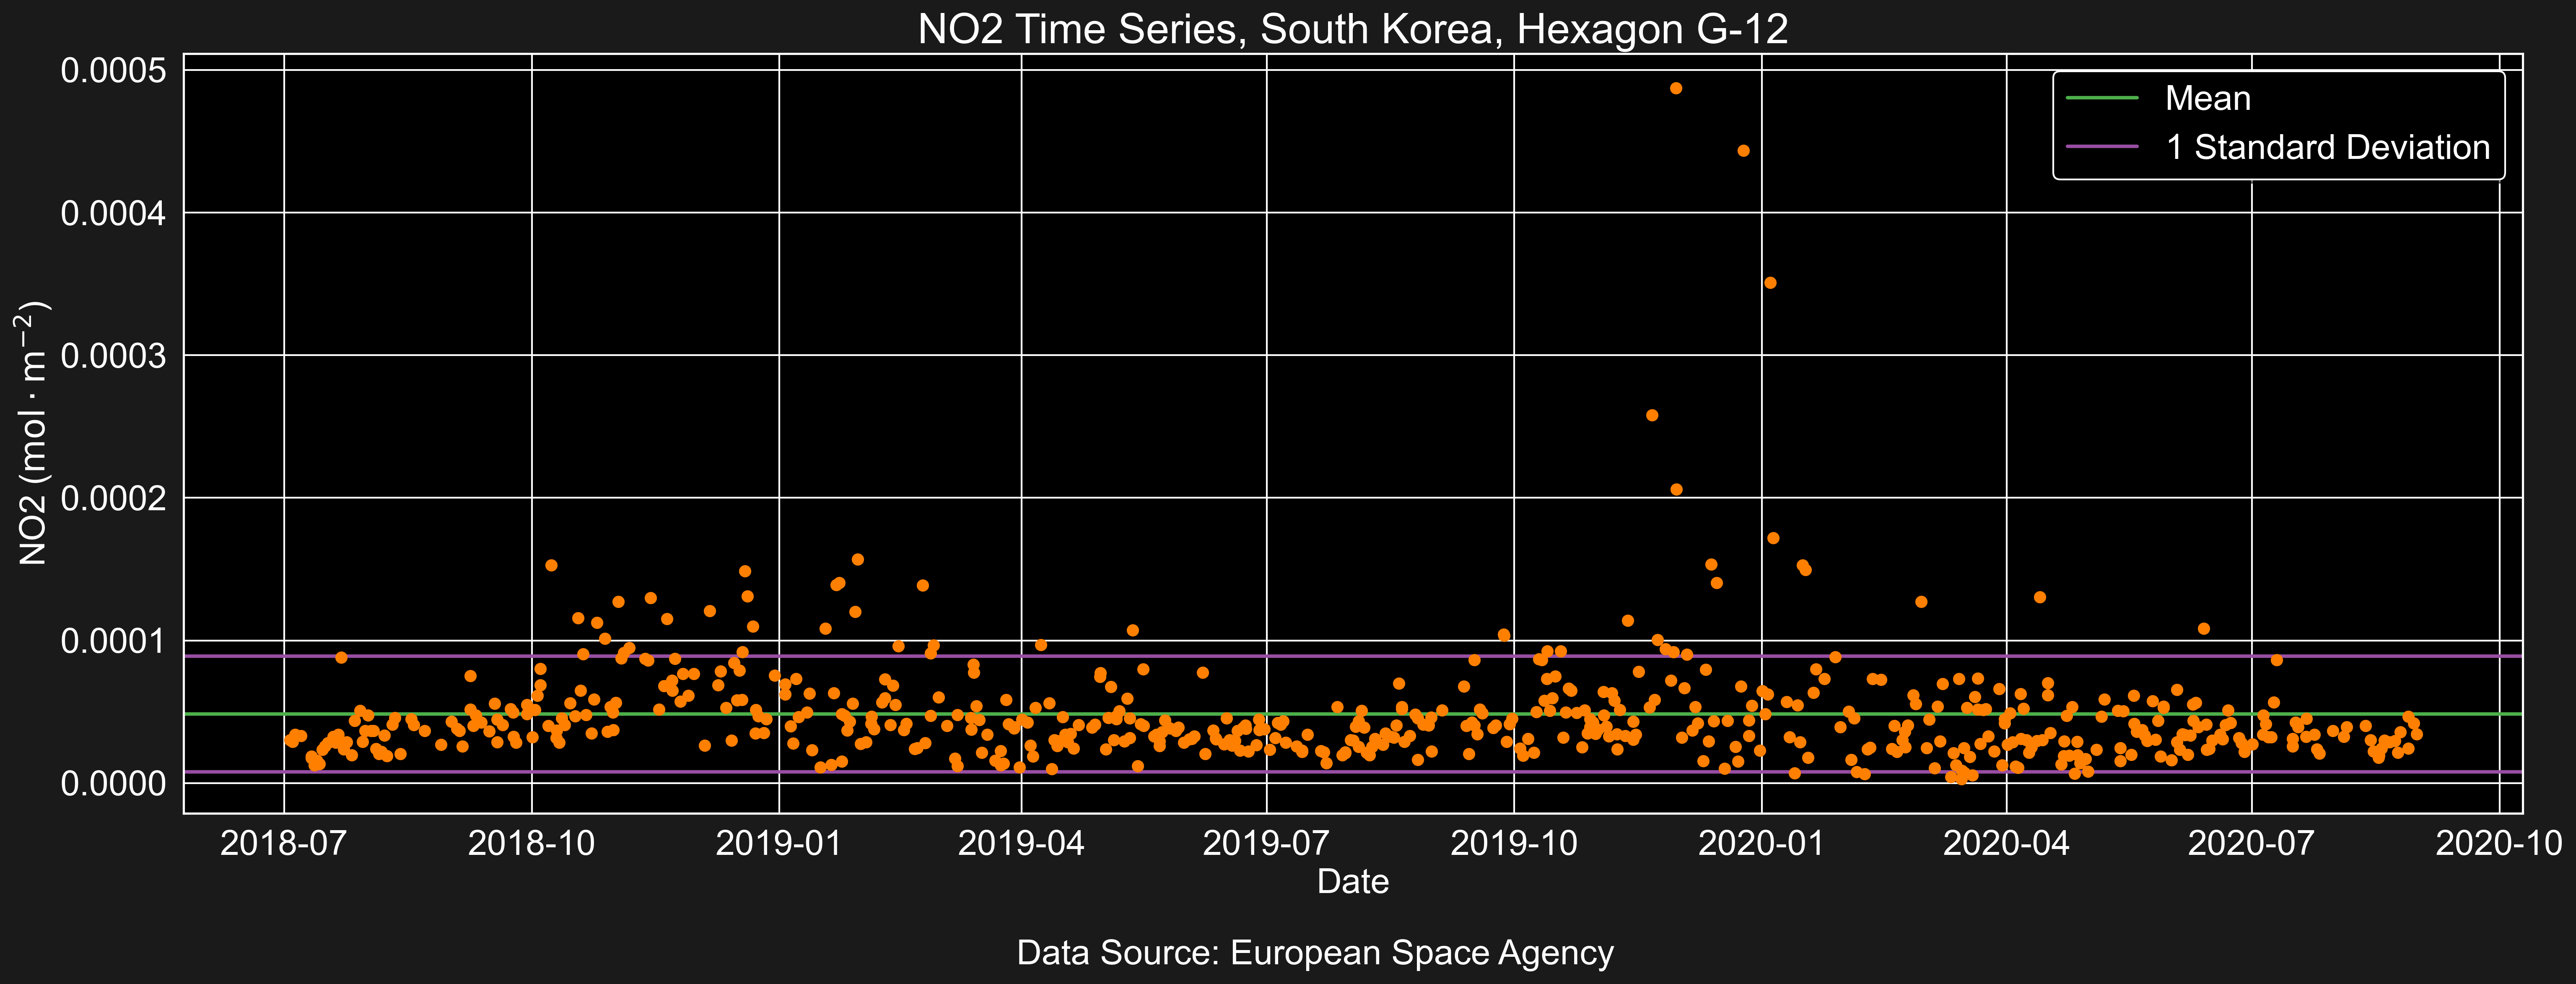 NO2 Time Series, South Korea, Hexagon G-12
0.0005
0.0004
0.0003
0.0002
0.0001
0.0000
NO2 (mol · m⁻²)
Mean
1 Standard Deviation
2018-07 2018-10 2019-01 2019-04 2019-07 2019-10 2020-01 2020-04 2020-07 2020-10
Date
Data Source: European Space Agency